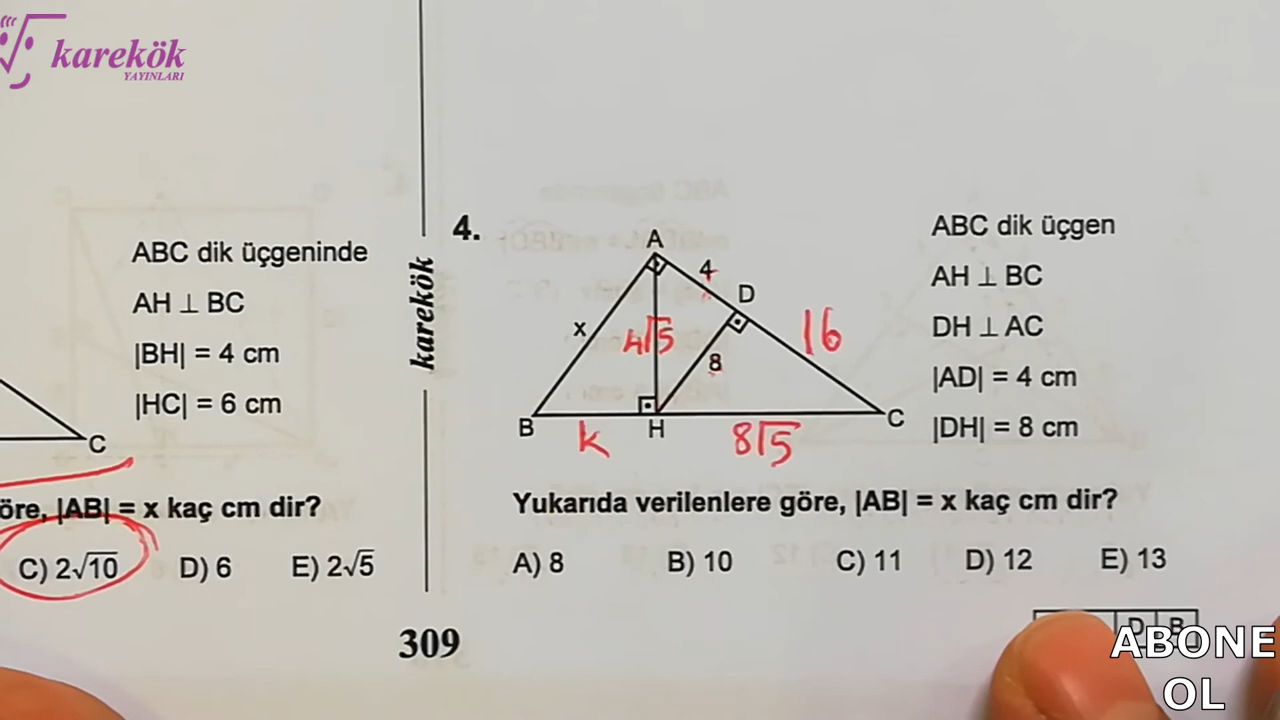 karekök
YAYINLARI
ABC dik üçgeninde
AH ⊥ BC
|BH| = 4 cm
|HC| = 6 cm
C
öre, |AB| = x kaç cm dir?
C) 2√10 D) 6 E) 2√5
karekök
309
4.
A
4
D
x
4√5
16
8
B
H
C
k
8√5
ABC dik üçgen
AH ⊥ BC
DH ⊥ AC
|AD| = 4 cm
|DH| = 8 cm
Yukarıda verilenlere göre, |AB| = x kaç cm dir?
A) 8 B) 10 C) 11 D) 12 E) 13
D B
ABONE
OL